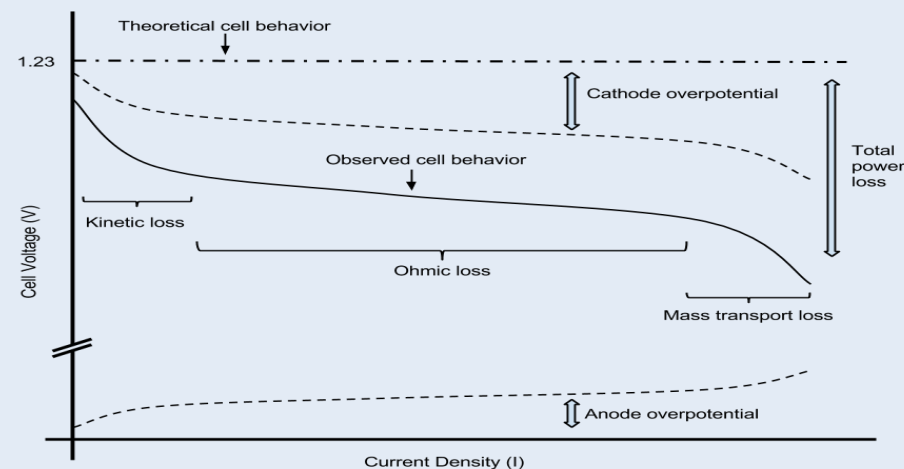 Theoretical cell behavior
1.23
Cathode overpotential
Total
power
loss
Observed cell behavior
Kinetic loss
Ohmic loss
Mass transport loss
Cell Voltage (V)
Anode overpotential
Current Density (I)